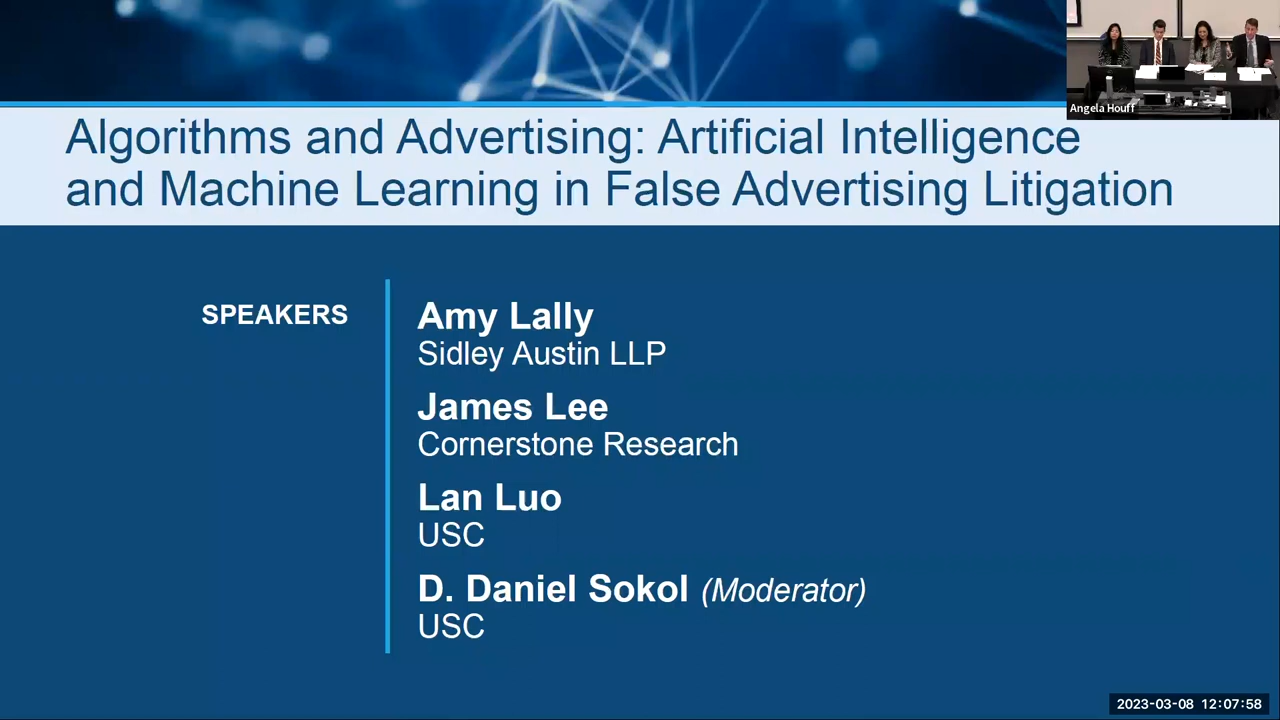 Angela Houff
Algorithms and Advertising: Artificial Intelligence
and Machine Learning in False Advertising Litigation
SPEAKERS
Amy Lally
Sidley Austin LLP
James Lee
Cornerstone Research
Lan Luo
USC
D. Daniel Sokol (Moderator)
USC
2023-03-08 12:07:58